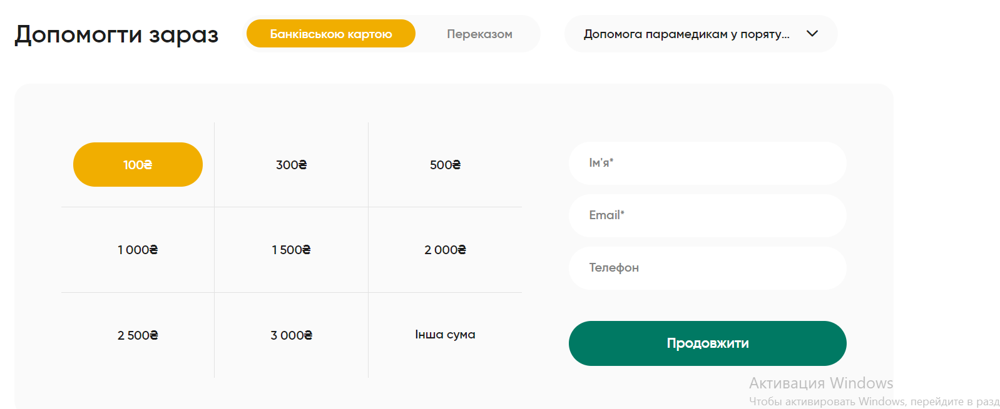 Допомогти зараз
Банківською картою
Переказом
Допомога парамедикам у поряту...
100₴
300₴
500₴
1 000₴
1 500₴
2 000₴
2 500₴
3 000₴
Інша сума
Ім'я*
Email*
Телефон
Продовжити
Активация Windows
Чтобы активировать Windows, перейдите в разд